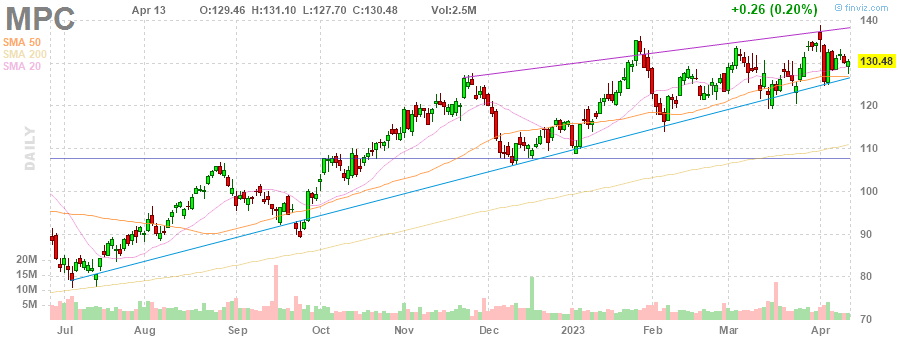 MPC Apr 13 O:129.46 H:131.10 L:127.70 C:130.48 Vol:2.5M +0.26 (0.20%)
© finviz.com
SMA 50
SMA 200
SMA 20
DAILY
140
130.48
120
110
100
90
80
70
20M
15M
10M
5M
Jul Aug Sep Oct Nov Dec 2023 Feb Mar Apr